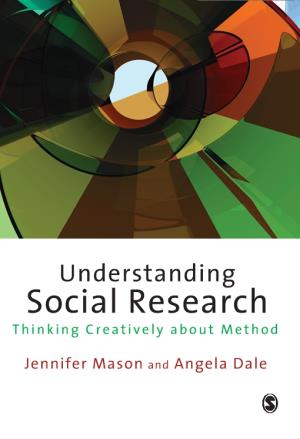 Understanding
Social Research
Thinking Creatively about Method
Jennifer Mason and Angela Dale